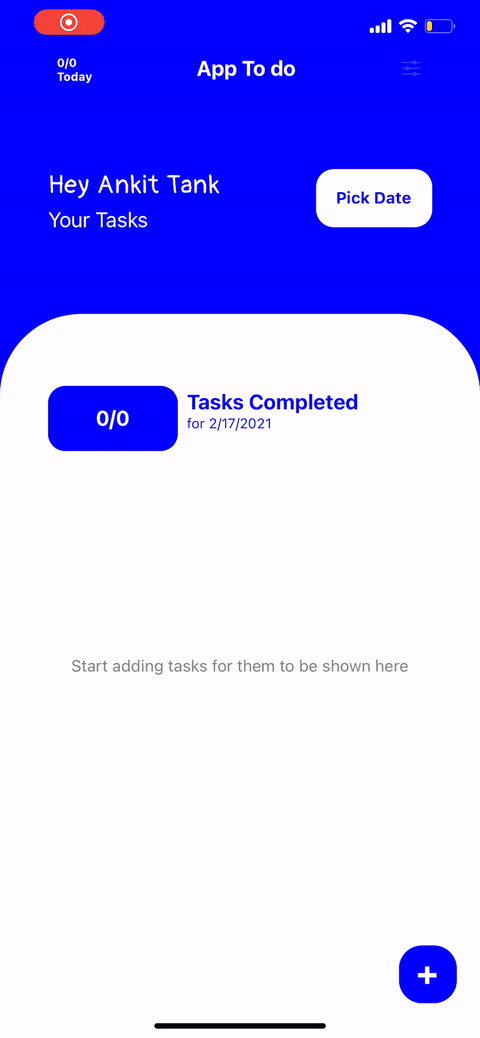 0/0
Today
App To do
Hey Ankit Tank
Your Tasks
Pick Date
0/0
Tasks Completed
for 2/17/2021
Start adding tasks for them to be shown here
+